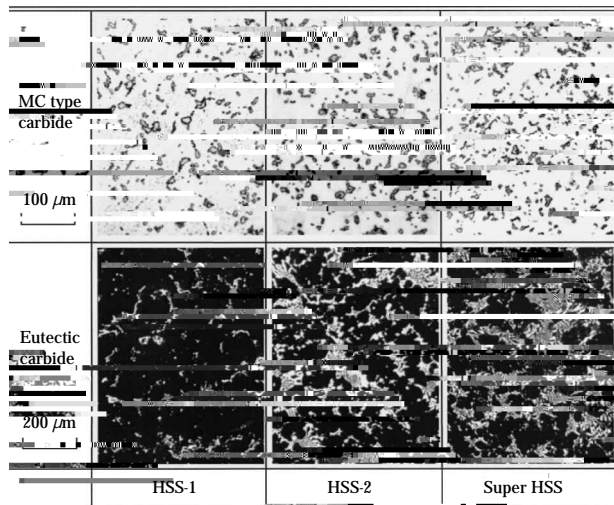 MC type
carbide
100 μm
Eutectic
carbide
200 μm
HSS-1
HSS-2
Super HSS